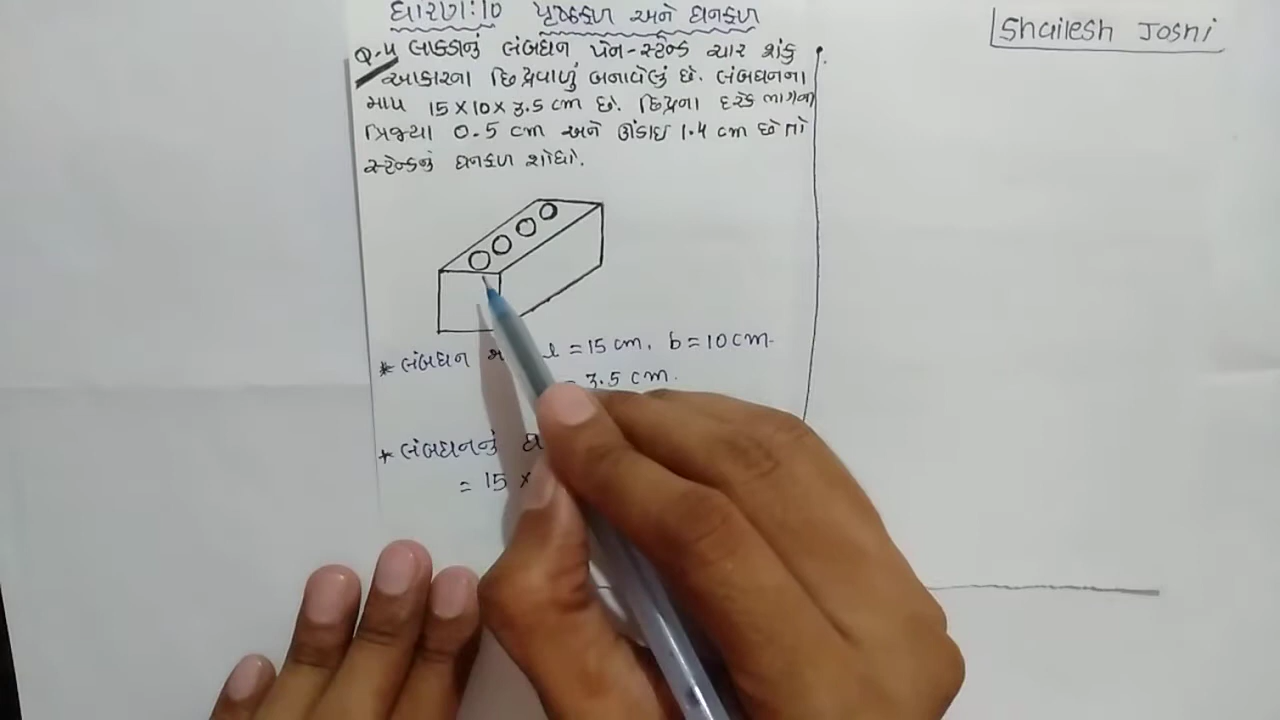 ધોરણ:10 પૃષ્ઠફળ અને ઘનફળ
Shailesh Joshi
Q-4 લાકડાનું લંબઘન પેન-સ્ટેન્ડ ચાર શંકુ
આકારના છિદ્રવાળું બનાવેલું છે. લંબઘનના
માપ 15 x 10 x 3.5 cm છે. છિદ્રના દરેક ભાગના
ત્રિજ્યા 0.5 cm અને ઊંડાઇ 1.4 cm છે તો
સ્ટેન્ડનું ઘનફળ શોધો.
* લંબઘન l = 15 cm. b = 10 cm.
= 3.5 cm.
* લંબઘનનું ઘ
= 15 x